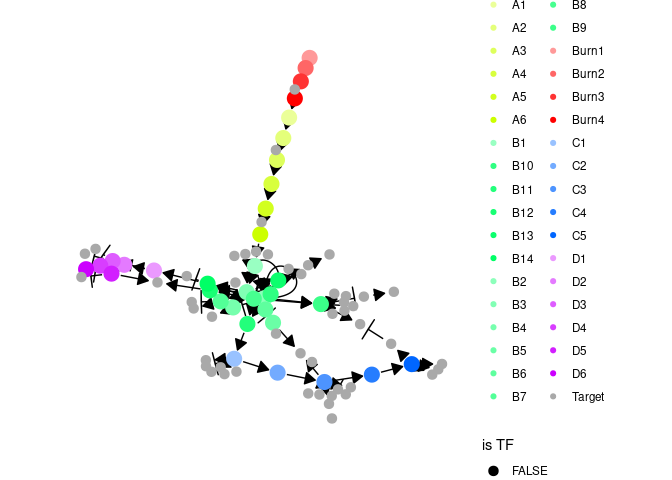 A1 B8
A2 B9
A3 Burn1
A4 Burn2
A5 Burn3
A6 Burn4
B1 C1
B10 C2
B11 C3
B12 C4
B13 C5
B14 D1
B2 D2
B3 D3
B4 D4
B5 D5
B6 D6
B7 Target
is TF
FALSE